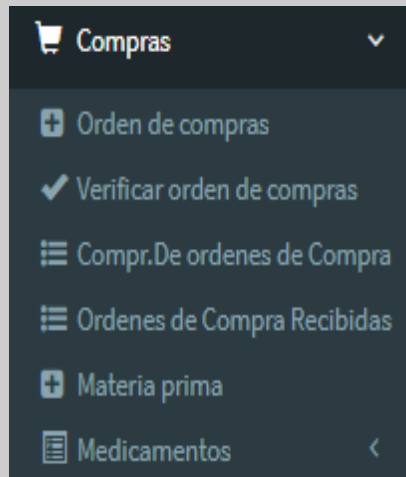 Compras
Orden de compras
Verificar orden de compras
Compr.De ordenes de Compra
Ordenes de Compra Recibidas
Materia prima
Medicamentos